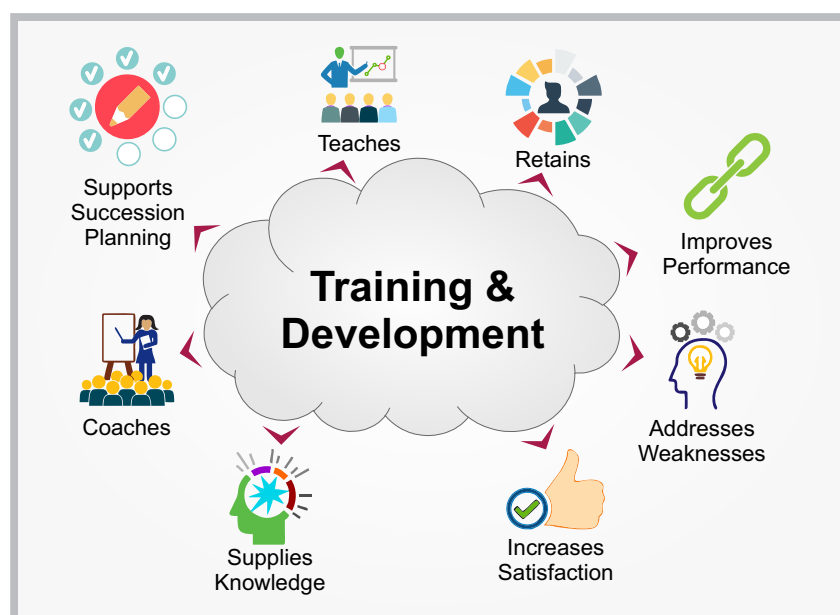 Teaches
Retains
Supports
Succession
Planning
Improves
Performance
Training &
Development
Coaches
Addresses
Weaknesses
Supplies
Knowledge
Increases
Satisfaction